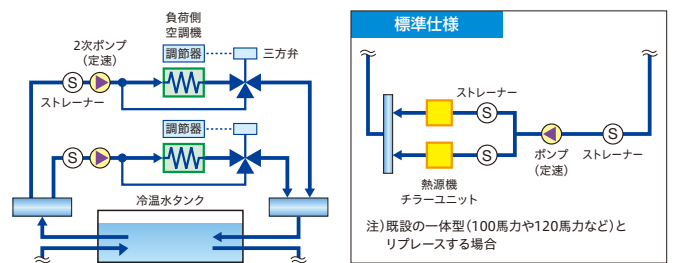 負荷側
空調機
2次ポンプ
(定速)
調節器
三方弁
S
ストレーナー
調節器
S
冷温水タンク
標準仕様
ストレーナー
S
S
S
ポンプ
(定速)
ストレーナー
熱源機
チラーユニット
注)既設の一体型(100馬力や120馬力など)と
リプレースする場合